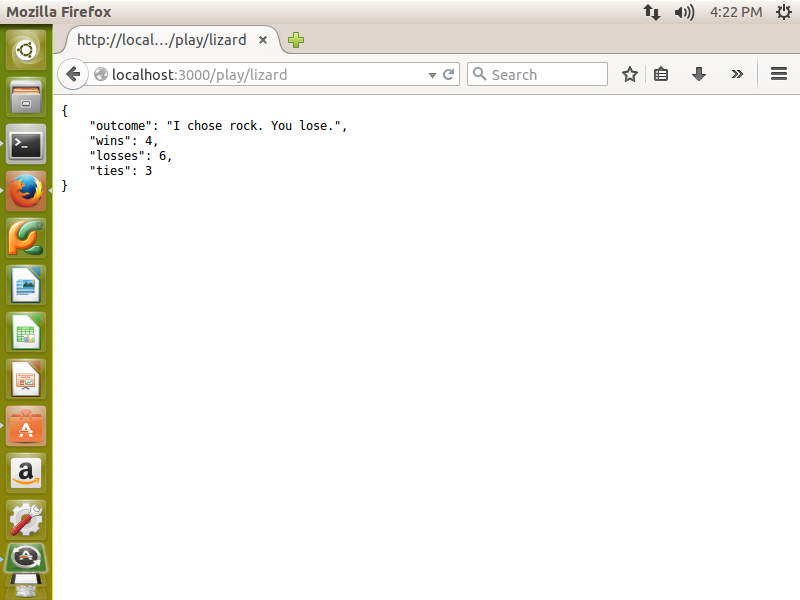 Mozilla Firefox
4:22 PM
http://local.../play/lizard
localhost:3000/play/lizard
Search
{
"outcome": "I chose rock. You lose.",
"wins": 4,
"losses": 6,
"ties": 3
}